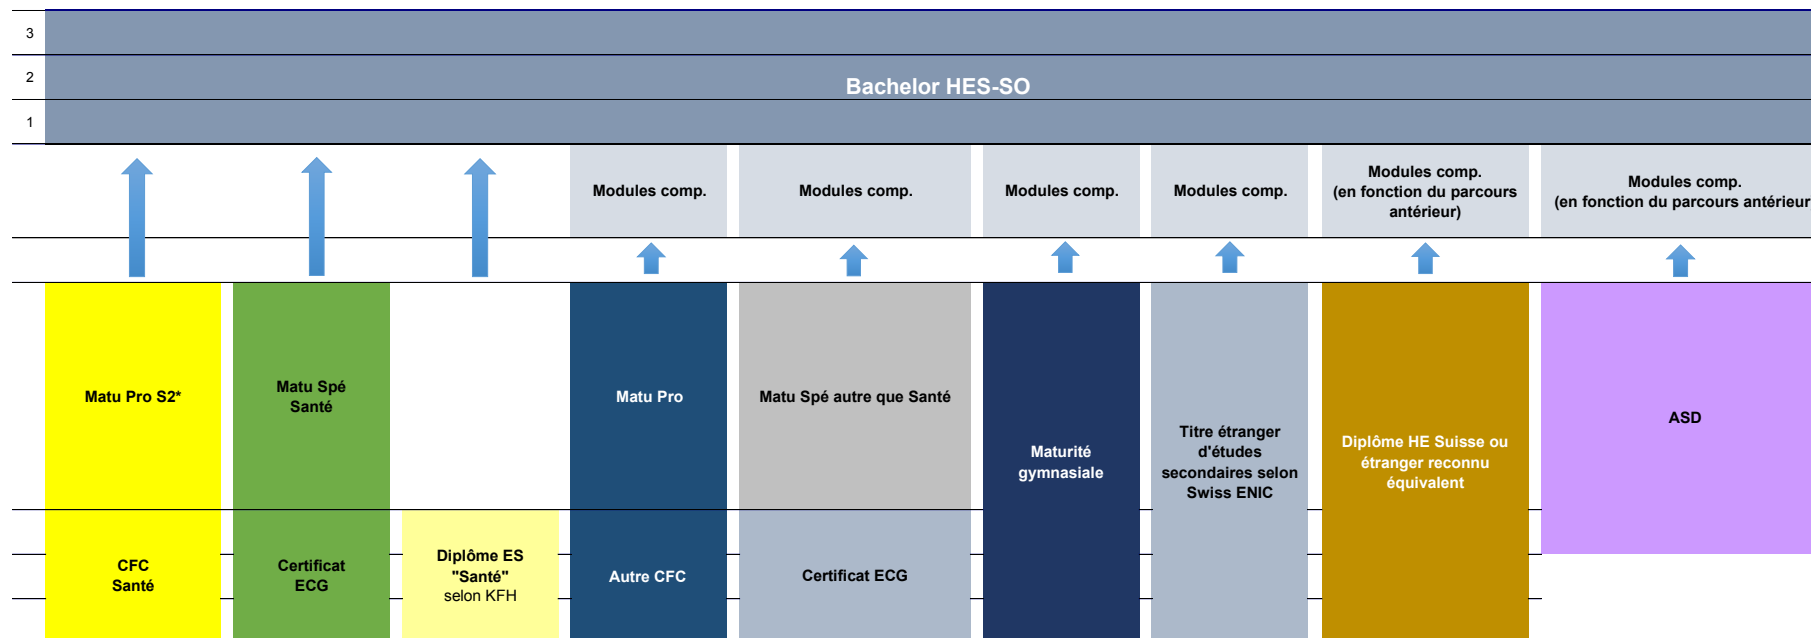 3
2
Bachelor HES-SO
1
Modules comp.
Modules comp.
Modules comp.
Modules comp.
Modules comp.
(en fonction du parcours
antérieur)
Modules comp.
(en fonction du parcours antérieur
Matu Pro S2*
Matu Spé
Santé
Matu Pro
Matu Spé autre que Santé
Maturité
gymnasiale
Titre étranger
d'études
secondaires selon
Swiss ENIC
Diplôme HE Suisse ou
étranger reconnu
équivalent
ASD
CFC
Santé
Certificat
ECG
Diplôme ES
"Santé"
selon KFH
Autre CFC
Certificat ECG